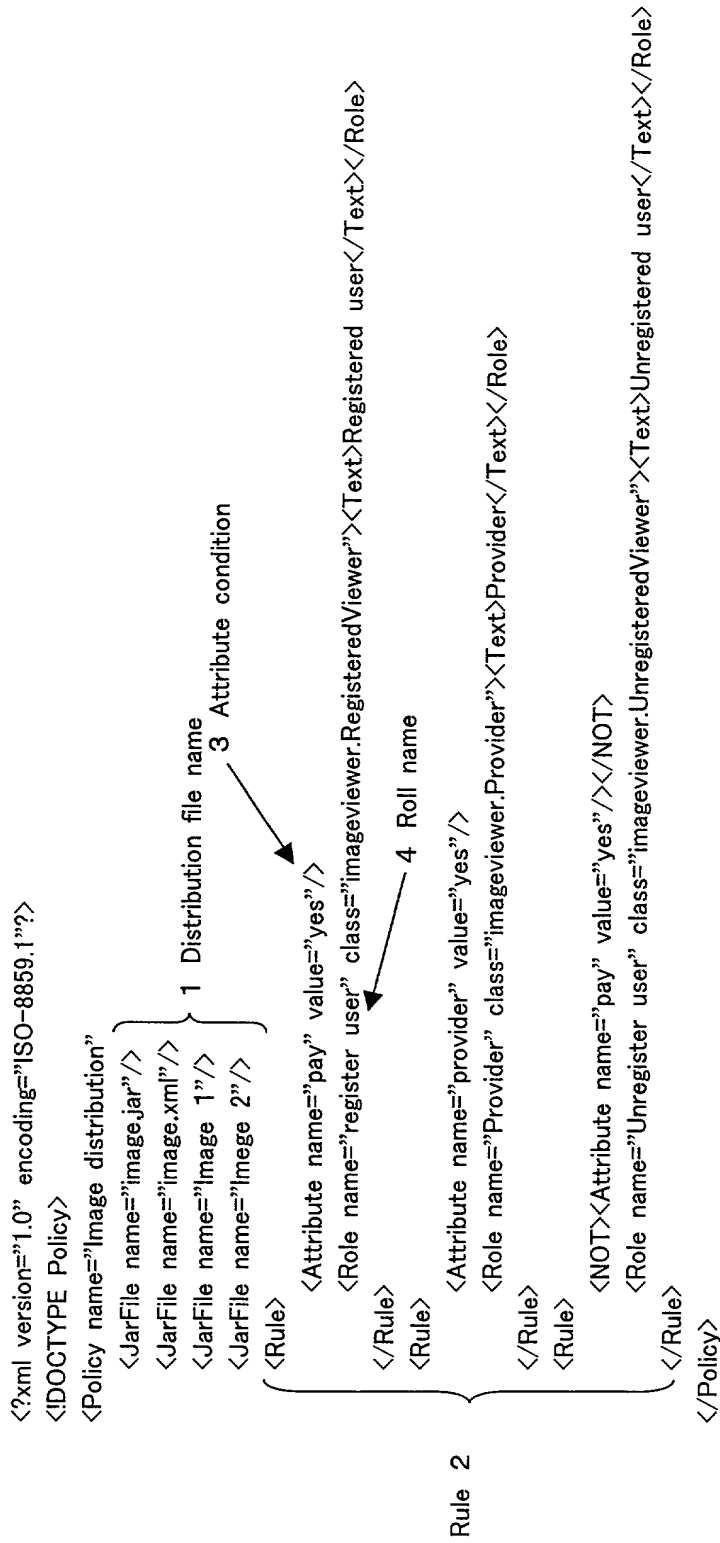 <?xml version="1.0" encoding="ISO-8859.1"?>
<!DOCTYPE Policy>
<Policy name="Image distribution"
<JarFile name="image.jar"/>
<JarFile name="image.xml"/>
<JarFile name="Image 1"/>
<JarFile name="Imege 2"/>
1 Distribution file name
<Rule>
3 Attribute condition
<Attribute name="pay" value="yes"/>
<Role name="register user" class="imageviewer.RegisteredViewer"><Text>Registered user</Text></Role>
4 Roll name
</Rule>
<Rule>
<Attribute name="provider" value="yes"/>
<Role name="Provider" class="imageviewer.Provider"><Text>Provider</Text></Role>
</Rule>
<Rule>
<NOT><Attribute name="pay" value="yes"/></NOT>
<Role name="Unregister user" class="imageviewer.UnregisteredViewer"><Text>Unregistered user</Text></Role>
</Rule>
</Policy>
Rule 2